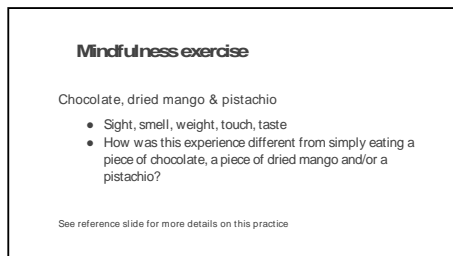 Mindfulness exercise
Chocolate, dried mango & pistachio
● Sight, smell, weight, touch, taste
● How was this experience different from simply eating a
piece of chocolate, a piece of dried mango and/or a
pistachio?
See reference slide for more details on this practice